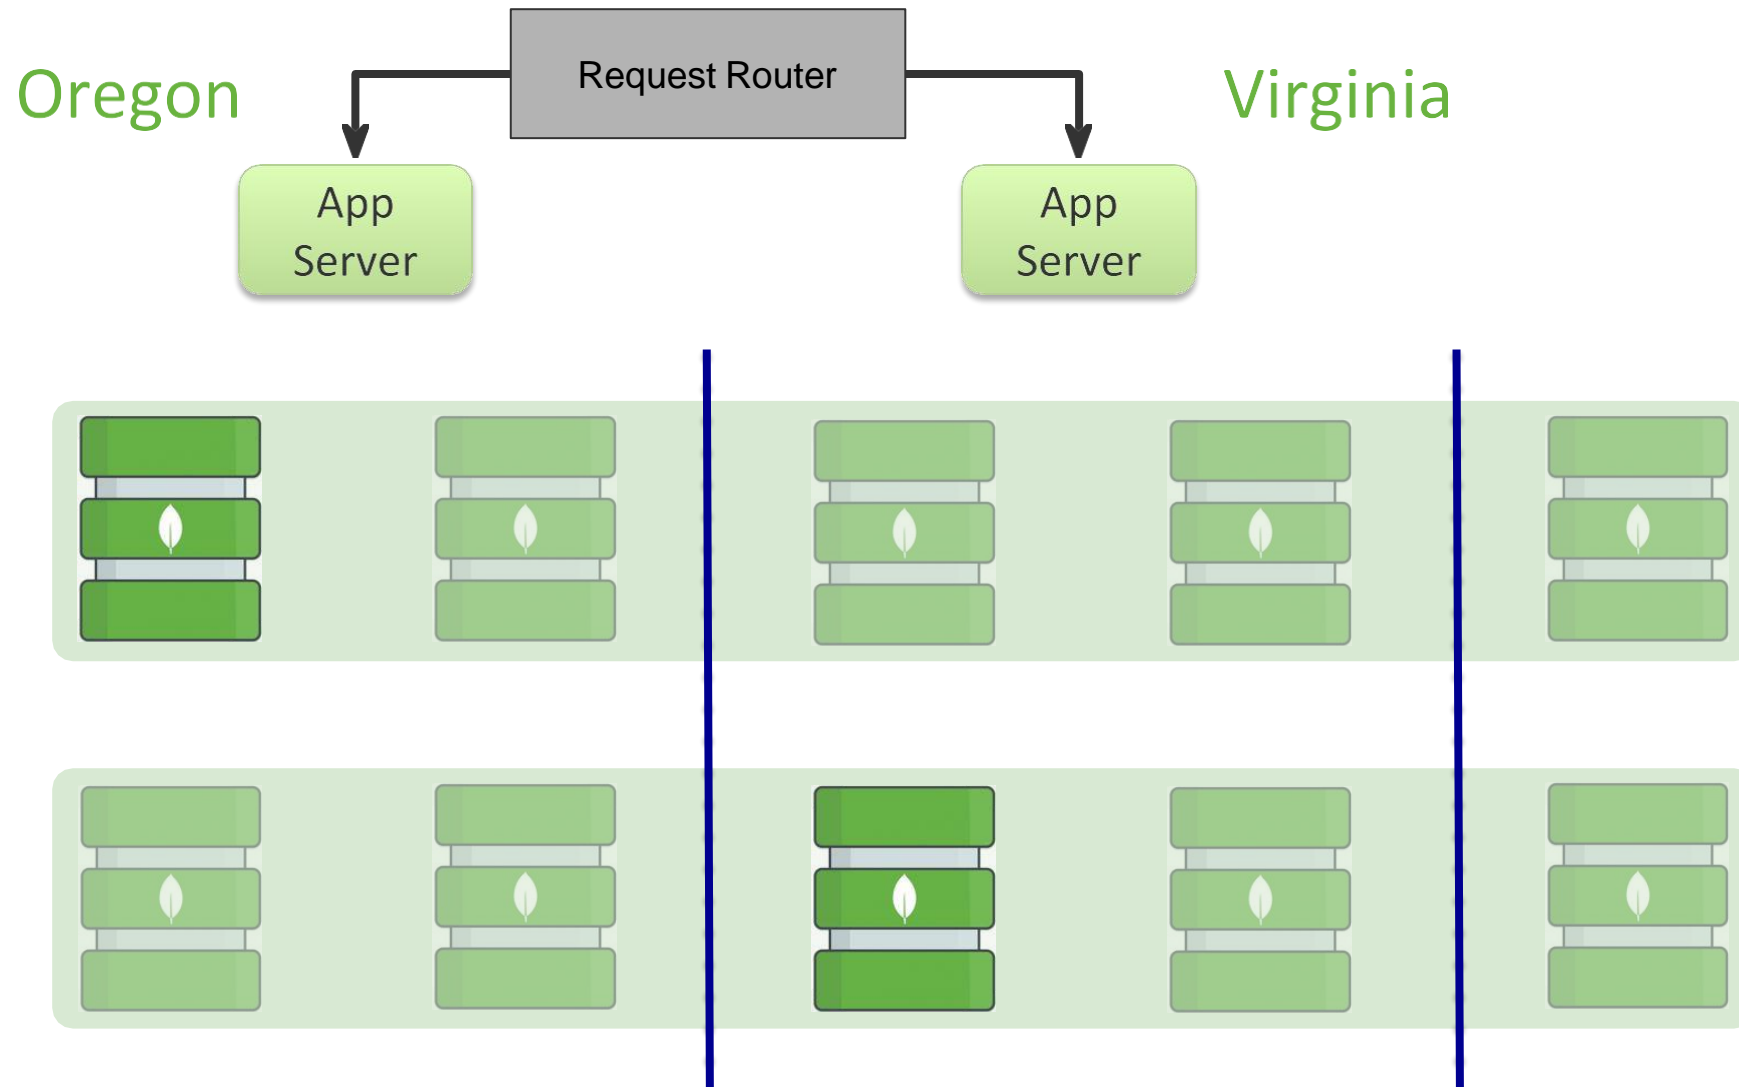 Oregon
Request Router
Virginia
App
Server
App
Server